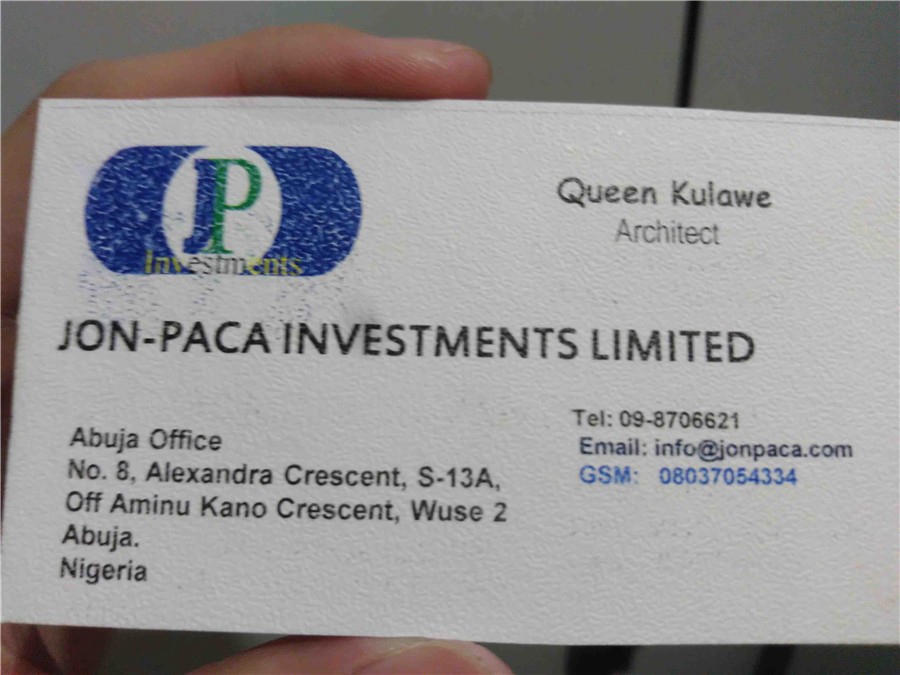 JP
Investments
Queen Kulawe
Architect
JON-PACA INVESTMENTS LIMITED
Abuja Office
No. 8, Alexandra Crescent, S-13A,
Off Aminu Kano Crescent, Wuse 2
Abuja.
Nigeria
Tel: 09-8706621
Email: info@jonpaca.com
GSM: 08037054334